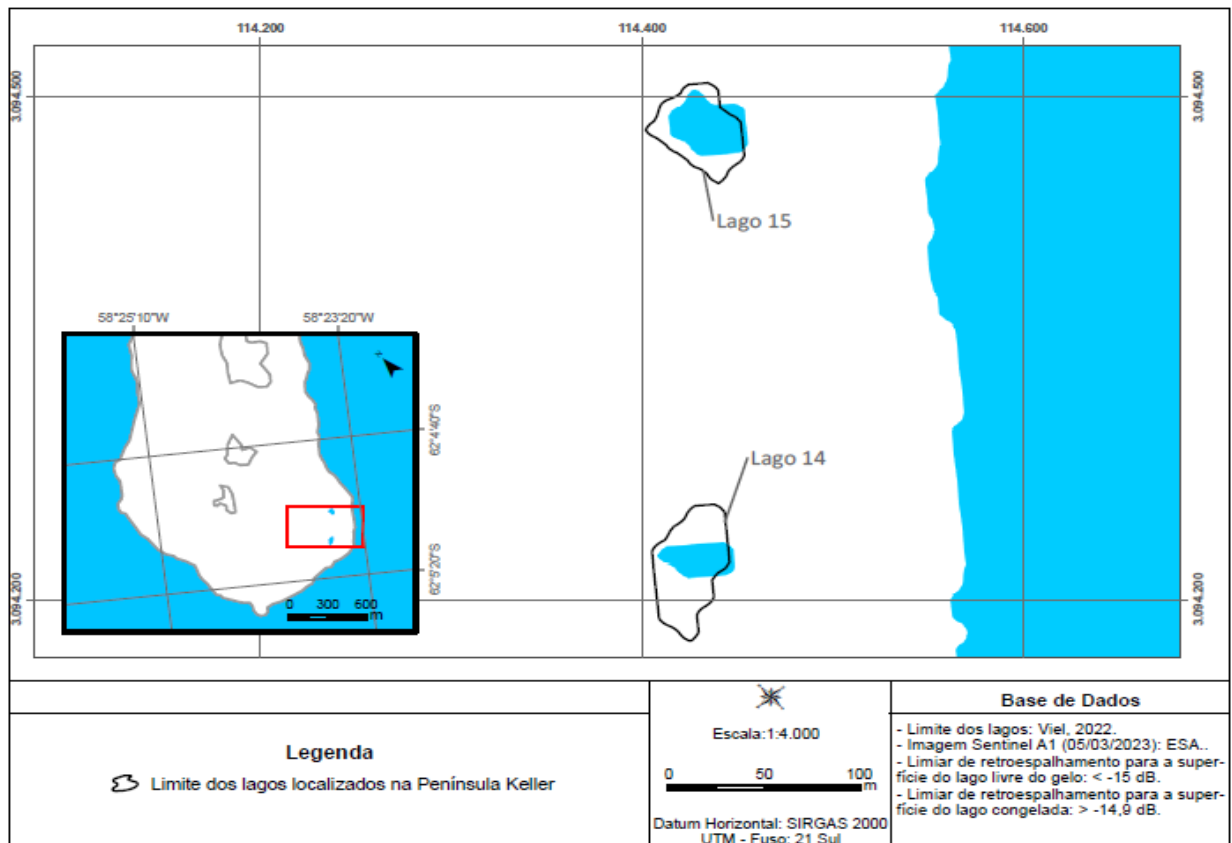 114.200 114.400 114.600
3.094.500 3.094.500
Lago 15
58°25'10"W 58°23'20"W
62°4'40"S
Lago 14
62°5'20"S
0 300 600
m
3.094.200 3.094.200
Legenda
Limite dos lagos localizados na Península Keller
Escala:1:4.000
0 50 100
m
Datum Horizontal: SIRGAS 2000
UTM - Fuso: 21 Sul
Base de Dados
- Limite dos lagos: Viel, 2022.
- Imagem Sentinel A1 (05/03/2023): ESA..
- Limiar de retroespalhamento para a super-
fície do lago livre do gelo: < -15 dB.
- Limiar de retroespalhamento para a super-
fície do lago congelada: > -14,9 dB.